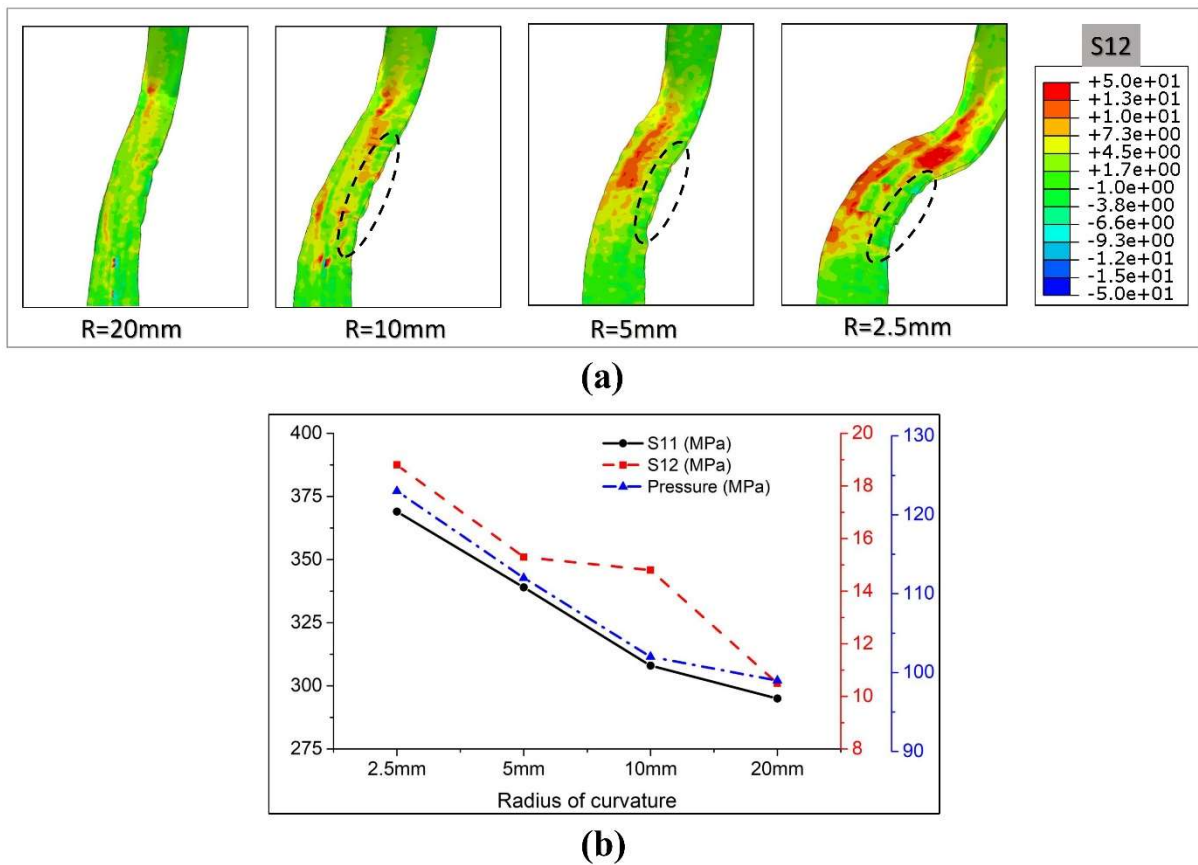 S12
+5.0e+01
+1.3e+01
+1.0e+01
+7.3e+00
+4.5e+00
+1.7e+00
-1.0e+00
-3.8e+00
-6.6e+00
-9.3e+00
-1.2e+01
-1.5e+01
-5.0e+01
R=20mm
R=10mm
R=5mm
R=2.5mm
(a)
400
375
350
325
300
275
S11 (MPa)
S12 (MPa)
Pressure (MPa)
20
18
16
14
12
10
8
130
120
110
100
90
2.5mm
5mm
10mm
20mm
Radius of curvature
(b)